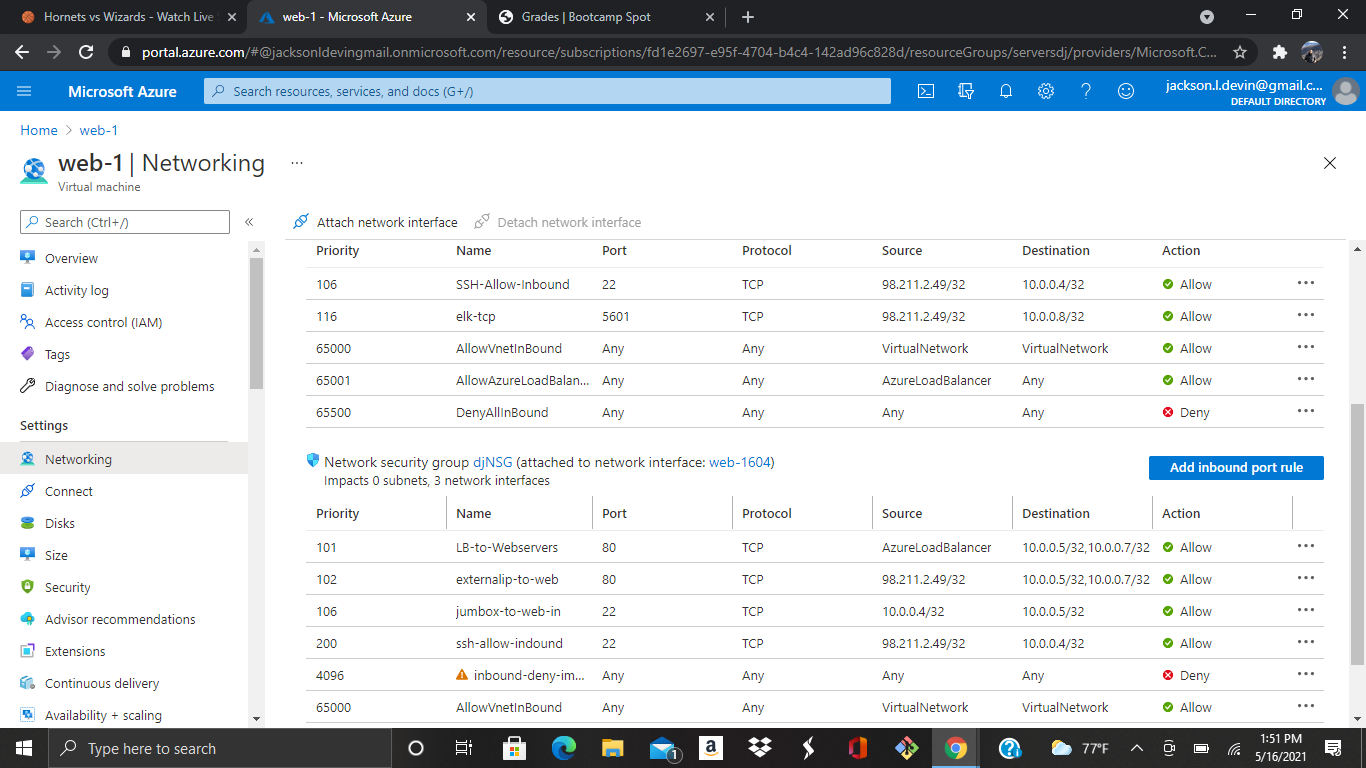 Hornets vs Wizards - Watch Live
web-1 - Microsoft Azure
Grades | Bootcamp Spot
portal.azure.com/#@jacksonldevingmail.onmicrosoft.com/resource/subscriptions/fd1e2697-e95f-4704-b4c4-142ad96c828d/resourceGroups/serversdj/providers/Microsoft.C...
Microsoft Azure
Search resources, services, and docs (G+/)
jackson.l.devin@gmail.c...
DEFAULT DIRECTORY
Home > web-1
web-1 | Networking ...
Virtual machine
Search (Ctrl+/)
«
Overview
Activity log
Access control (IAM)
Tags
Diagnose and solve problems
Settings
Networking
Connect
Disks
Size
Security
Advisor recommendations
Extensions
Continuous delivery
Availability + scaling
Attach network interface Detach network interface
Priority Name Port Protocol Source Destination Action
106 SSH-Allow-Inbound 22 TCP 98.211.2.49/32 10.0.0.4/32 Allow ...
116 elk-tcp 5601 TCP 98.211.2.49/32 10.0.0.8/32 Allow ...
65000 AllowVnetInBound Any Any VirtualNetwork VirtualNetwork Allow ...
65001 AllowAzureLoadBalan... Any Any AzureLoadBalancer Any Allow ...
65500 DenyAllInBound Any Any Any Any Deny ...
Network security group djNSG (attached to network interface: web-1604)
Impacts 0 subnets, 3 network interfaces
Add inbound port rule
Priority Name Port Protocol Source Destination Action
101 LB-to-Webservers 80 TCP AzureLoadBalancer 10.0.0.5/32,10.0.0.7/32 Allow ...
102 externalip-to-web 80 TCP 98.211.2.49/32 10.0.0.5/32,10.0.0.7/32 Allow ...
106 jumbox-to-web-in 22 TCP 10.0.0.4/32 10.0.0.5/32 Allow ...
200 ssh-allow-indound 22 TCP 98.211.2.49/32 10.0.0.4/32 Allow ...
4096 inbound-deny-im... Any Any Any Any Deny ...
65000 AllowVnetInBound Any Any VirtualNetwork VirtualNetwork Allow ...
Type here to search
1
a
77°F
1:51 PM
5/16/2021